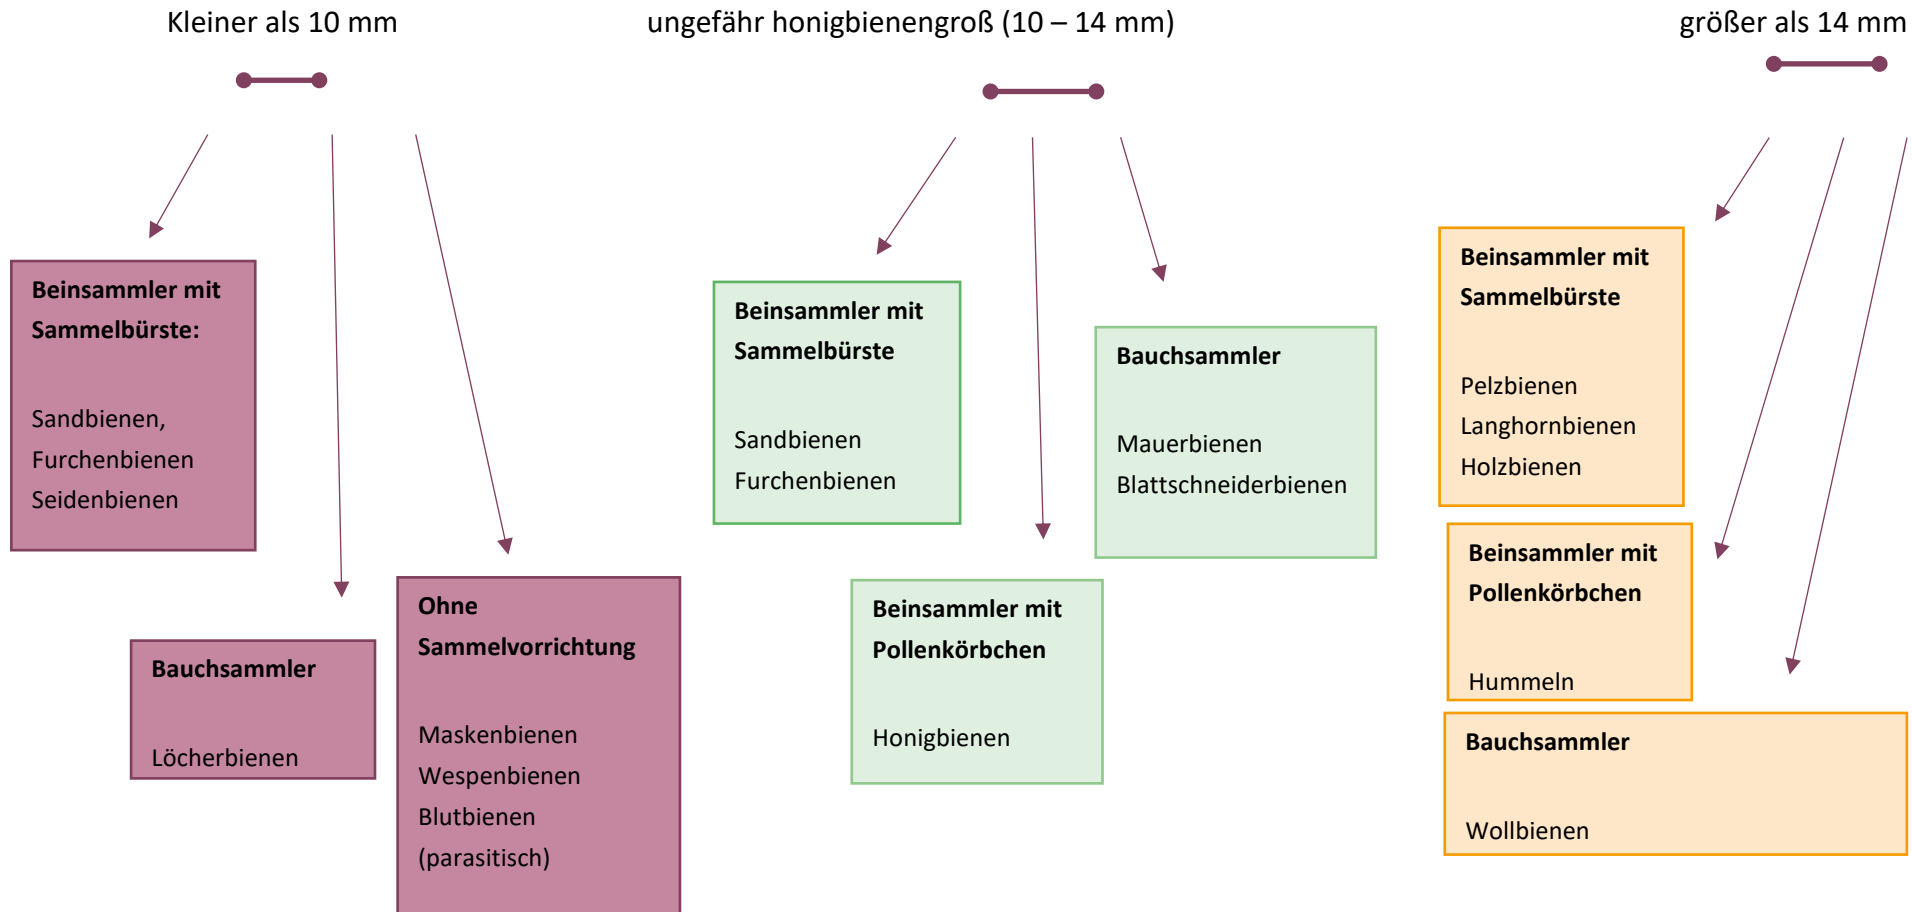 Kleiner als 10 mm
ungefähr honigbienengroß (10 – 14 mm)
größer als 14 mm
Beinsammler mit
Sammelbürste:
Sandbienen,
Furchenbienen
Seidenbienen
Bauchsammler
Löcherbienen
Ohne
Sammelvorrichtung
Maskenbienen
Wespenbienen
Blutbienen
(parasitisch)
Beinsammler mit
Sammelbürste
Sandbienen
Furchenbienen
Beinsammler mit
Pollenkörbchen
Honigbienen
Bauchsammler
Mauerbienen
Blattschneiderbienen
Beinsammler mit
Sammelbürste
Pelzbienen
Langhornbienen
Holzbienen
Beinsammler mit
Pollenkörbchen
Hummeln
Bauchsammler
Wollbienen